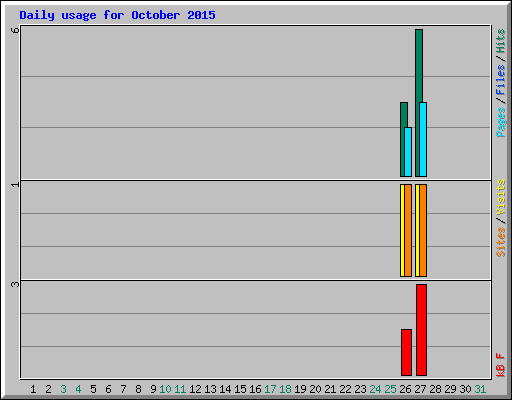 Daily usage for October 2015
6
Pages/Files/Hits
1
Sites/Visits
3
kB F
1 2 3 4 5 6 7 8 9 10 11 12 13 14 15 16 17 18 19 20 21 22 23 24 25 26 27 28 29 30 31